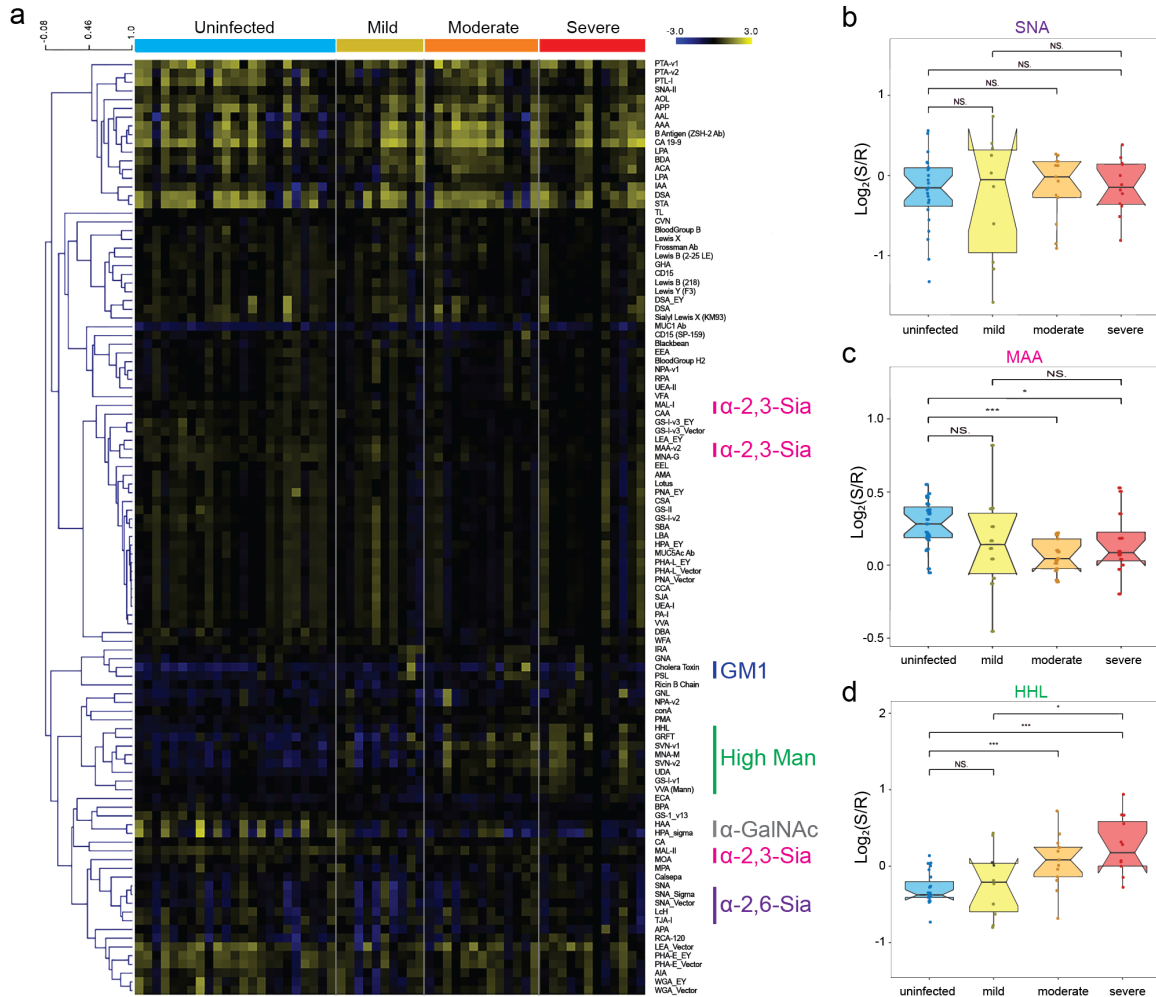 a
-0.08
0.46
1.0
Uninfected
Mild
Moderate
Severe
-3.0
3.0
PTA-v1
PTA-v2
PTL-I
SNA-II
AOL
APP
AAL
AAA
B Antigen (ZSH-2 Ab)
CA 19-9
LPA
BDA
ACA
LPA
IAA
DSA
STA
TL
CVN
BloodGroup B
Lewis X
Frossman Ab
Lewis B (2-25 LE)
GHA
CD15
Lewis B (218)
Lewis Y (F3)
DSA_EY
DSA
Sialyl Lewis X (KM93)
MUC1 Ab
CD15 (SP-159)
Blackbean
EEA
BloodGroup H2
NPA-v1
RPA
UEA-II
VFA
MAL-I
CAA
GS-I-v3_EY
GS-I-v3_Vector
LEA_EY
MAA-v2
MNA-G
EEL
AMA
Lotus
PNA_EY
CSA
GS-II
GS-I-v2
SBA
LBA
HPA_EY
MUC5Ac Ab
PHA-L_EY
PHA-L_Vector
PNA_Vector
CCA
SJA
UEA-I
PA-I
VVA
DBA
WFA
IRA
GNA
Cholera Toxin
PSL
Ricin B Chain
GNL
NPA-v2
conA
PMA
HHL
GRFT
SVN-v1
MNA-M
SVN-v2
UDA
GS-I-v1
VVA (Mann)
ECA
BPA
GS-1_v13
HAA
HPA_sigma
CA
MAL-II
MOA
MPA
Calsepa
SNA
SNA_Sigma
SNA_Vector
LcH
TJA-I
APA
RCA-120
LEA_Vector
PHA-E_EY
PHA-E_Vector
AIA
WGA_EY
WGA_Vector
α-2,3-Sia
α-2,3-Sia
GM1
High Man
α-GalNAc
α-2,3-Sia
α-2,6-Sia
b
SNA
NS.
NS.
NS.
1
0
-1
Log2(S/R)
uninfected
mild
moderate
severe
c
MAA
NS.
*
***
NS.
1.0
0.5
0.0
-0.5
Log2(S/R)
uninfected
mild
moderate
severe
d
HHL
*
***
***
NS.
2
1
0
-1
Log2(S/R)
uninfected
mild
moderate
severe